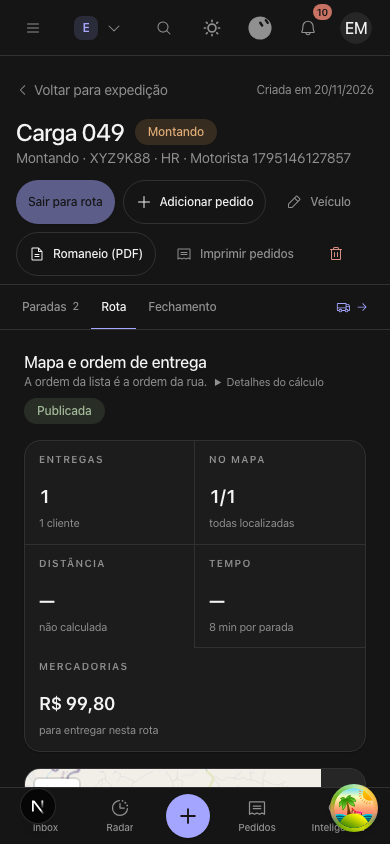 E
10
EM
Voltar para expedição
Criada em 20/11/2026
Carga 049
Montando
Montando · XYZ9K88 · HR · Motorista 1795146127857
Sair para rota
Adicionar pedido
Veículo
Romaneio (PDF)
Imprimir pedidos
Paradas 2
Rota
Fechamento
Mapa e ordem de entrega
A ordem da lista é a ordem da rua. ▶ Detalhes do cálculo
Publicada
ENTREGAS
1
1 cliente
NO MAPA
1/1
todas localizadas
DISTÂNCIA
—
não calculada
TEMPO
—
8 min por parada
MERCADORIAS
R$ 99,80
para entregar nesta rota
N
Inbox
Radar
Pedidos